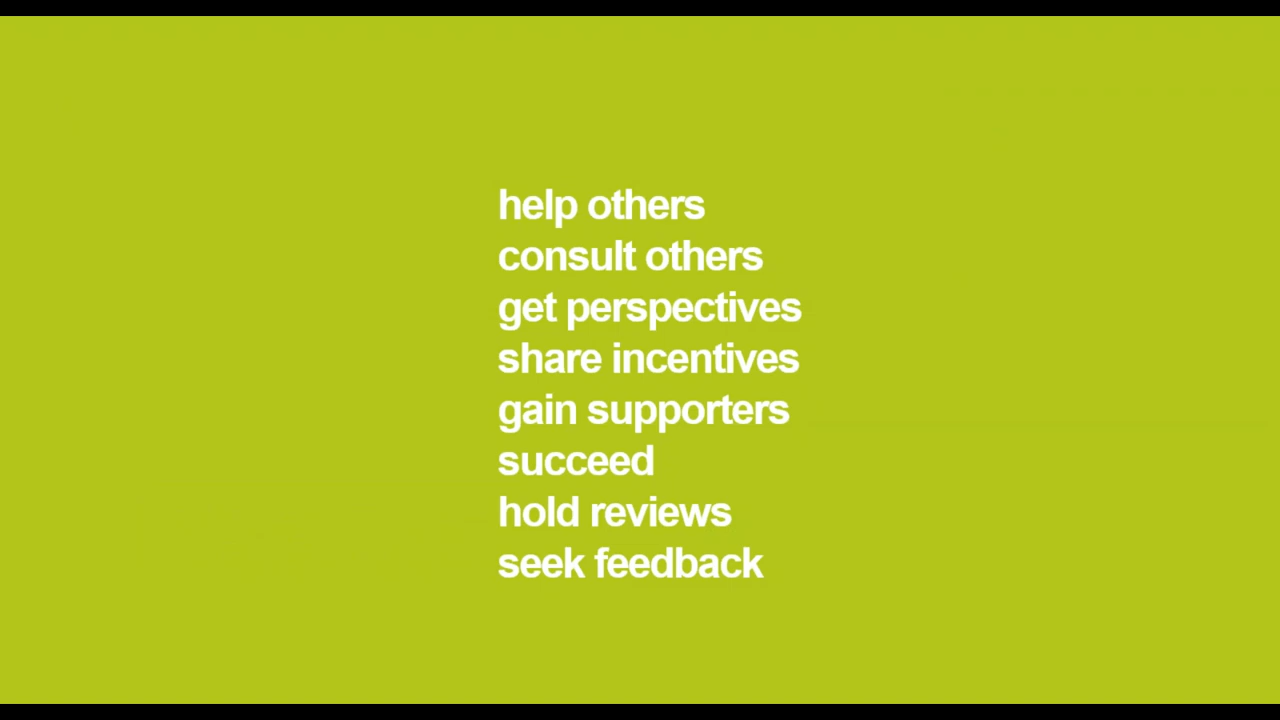 help others
consult others
get perspectives
share incentives
gain supporters
succeed
hold reviews
seek feedback